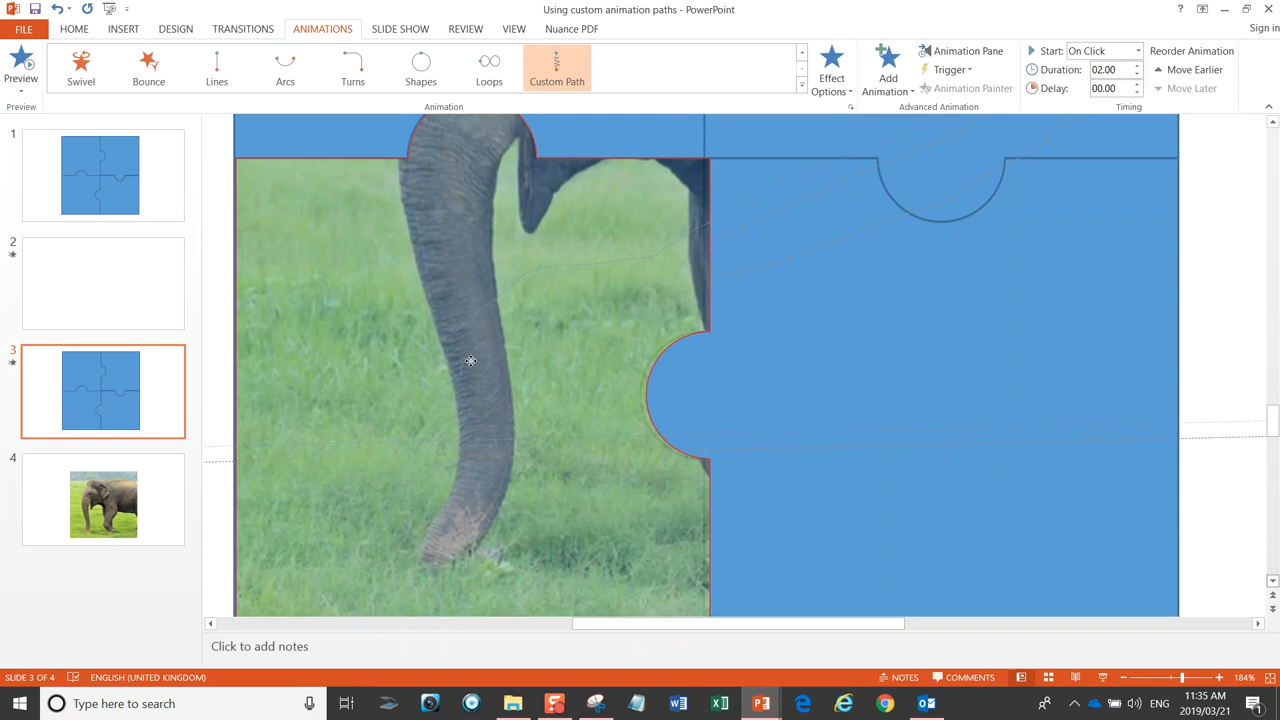 Using custom animation paths - PowerPoint
?
FILE
HOME
INSERT
DESIGN
TRANSITIONS
ANIMATIONS
SLIDE SHOW
REVIEW
VIEW
Nuance PDF
Sign in
Preview
Swivel
Bounce
Lines
Arcs
Turns
Shapes
Loops
Custom Path
Effect
Options
Add
Animation
Animation Pane
Trigger
Animation Painter
Start: On Click
Duration: 02.00
Delay: 00.00
Reorder Animation
Move Earlier
Move Later
Preview
Animation
Advanced Animation
Timing
1
2
3
4
Click to add notes
SLIDE 3 OF 4
ENGLISH (UNITED KINGDOM)
NOTES
COMMENTS
184%
Type here to search
ENG
11:35 AM
2019/03/21